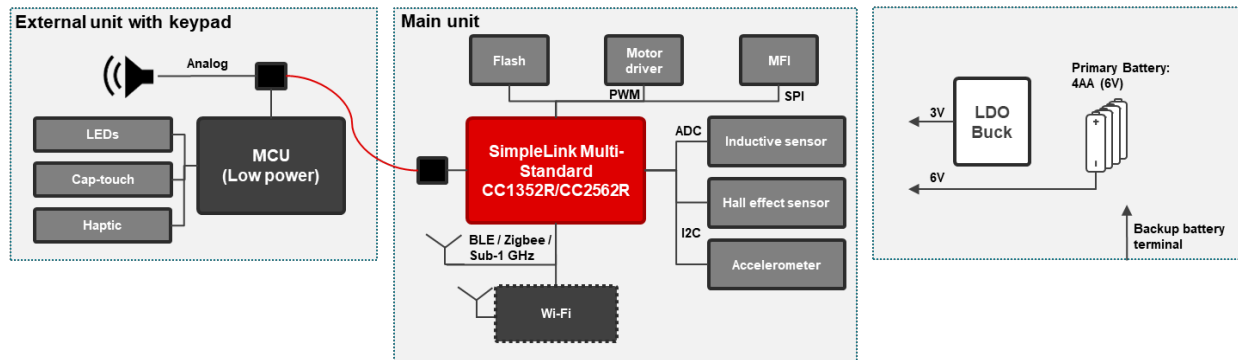 External unit with keypad
Analog
LEDs
Cap-touch
Haptic
MCU
(Low power)
Main unit
Flash
Motor
driver
MFI
PWM
SPI
SimpleLink Multi-
Standard
CC1352R/CC2562R
ADC
Inductive sensor
Hall effect sensor
I2C
Accelerometer
BLE / Zigbee /
Sub-1 GHz
Wi-Fi
Primary Battery:
4AA (6V)
LDO
Buck
3V
+
-
6V
Backup battery
terminal